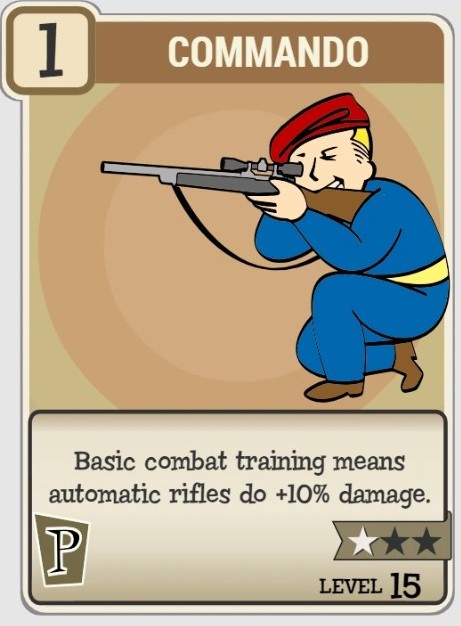 1
COMMANDO
Basic combat training means
automatic rifles do +10% damage.
P
LEVEL 15